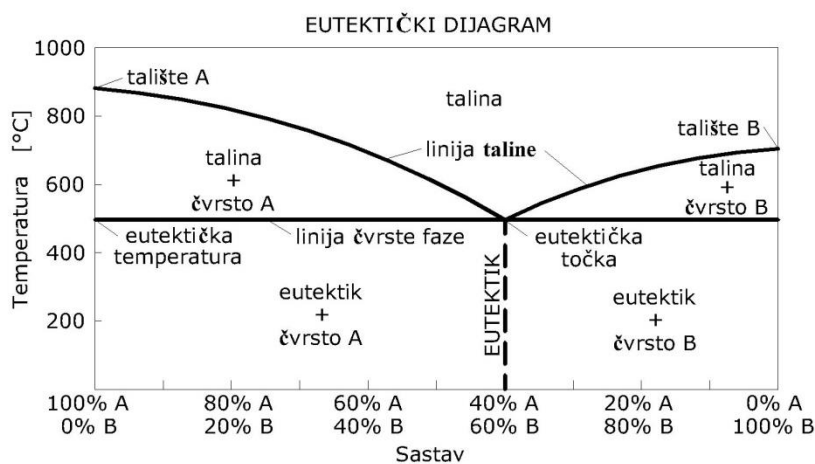 EUTEKTIČKI DIJAGRAM
1000
800
600
400
200
Temperatura [°C]
talište A
talina
linija taline
talište B
talina
+
čvrsto A
talina
+
čvrsto B
eutektička
temperatura
linija čvrste faze
eutektička
točka
eutektik
+
čvrsto A
EUTEKTIK
eutektik
+
čvrsto B
100% A 80% A 60% A 40% A 20% A 0% A
0% B 20% B 40% B 60% B 80% B 100% B
Sastav